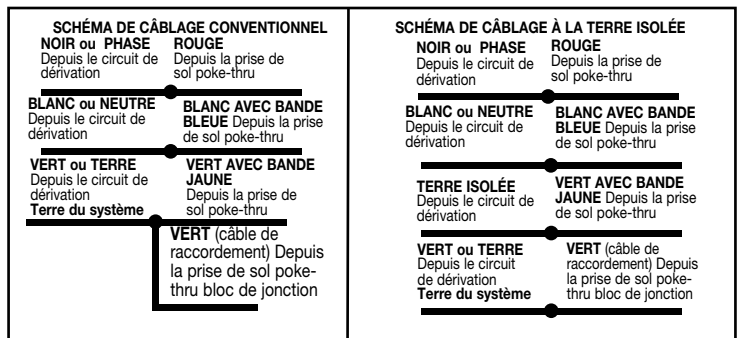 SCHÉMA DE CÂBLAGE CONVENTIONNEL
NOIR ou PHASE
Depuis le circuit de
dérivation
ROUGE
Depuis la prise de
sol poke-thru
BLANC ou NEUTRE
Depuis le circuit de
dérivation
BLANC AVEC BANDE
BLEUE Depuis la prise
de sol poke-thru
VERT ou TERRE
Depuis le circuit de
dérivation
Terre du système
VERT AVEC BANDE
JAUNE
Depuis la prise de
sol poke-thru
VERT (câble de
raccordement) Depuis
la prise de sol poke-
thru bloc de jonction
SCHÉMA DE CÂBLAGE À LA TERRE ISOLÉE
NOIR ou PHASE
Depuis le circuit de
dérivation
ROUGE
Depuis la prise de
sol poke-thru
BLANC ou NEUTRE
Depuis le circuit de
dérivation
BLANC AVEC BANDE
BLEUE Depuis la prise
de sol poke-thru
TERRE ISOLÉE
Depuis le circuit de
dérivation
VERT AVEC BANDE
JAUNE Depuis la prise
de sol poke-thru
VERT ou TERRE
Depuis le circuit
de dérivation
Terre du système
VERT (câble de
raccordement) Depuis
la prise de sol poke-
thru bloc de jonction